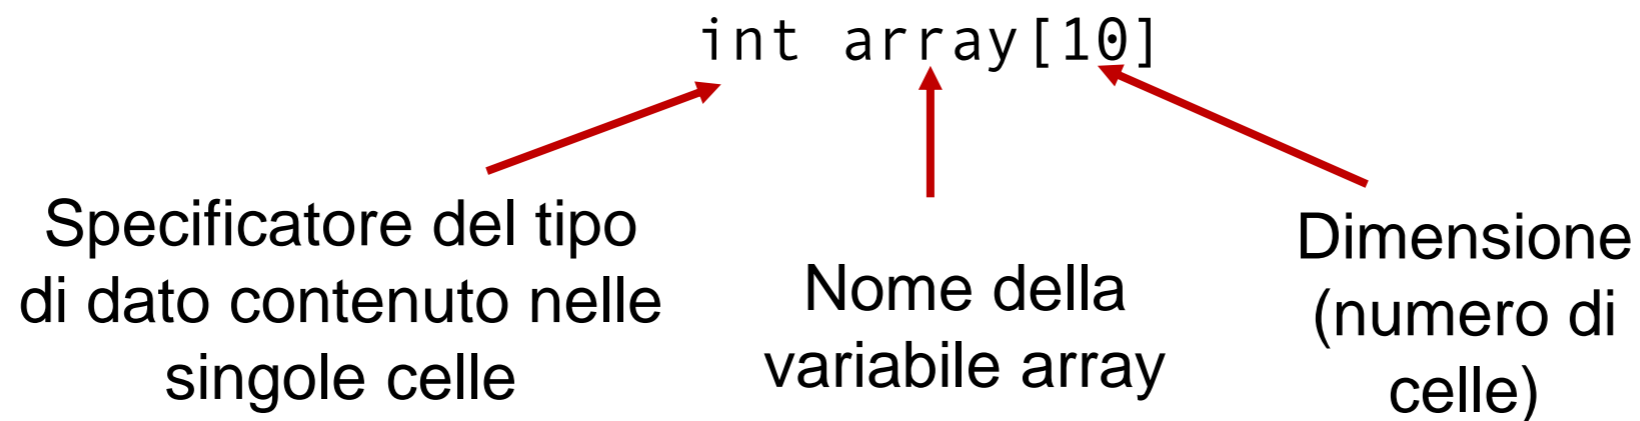 int array[10]
Specificatore del tipo
di dato contenuto nelle
singole celle
Nome della
variabile array
Dimensione
(numero di
celle)